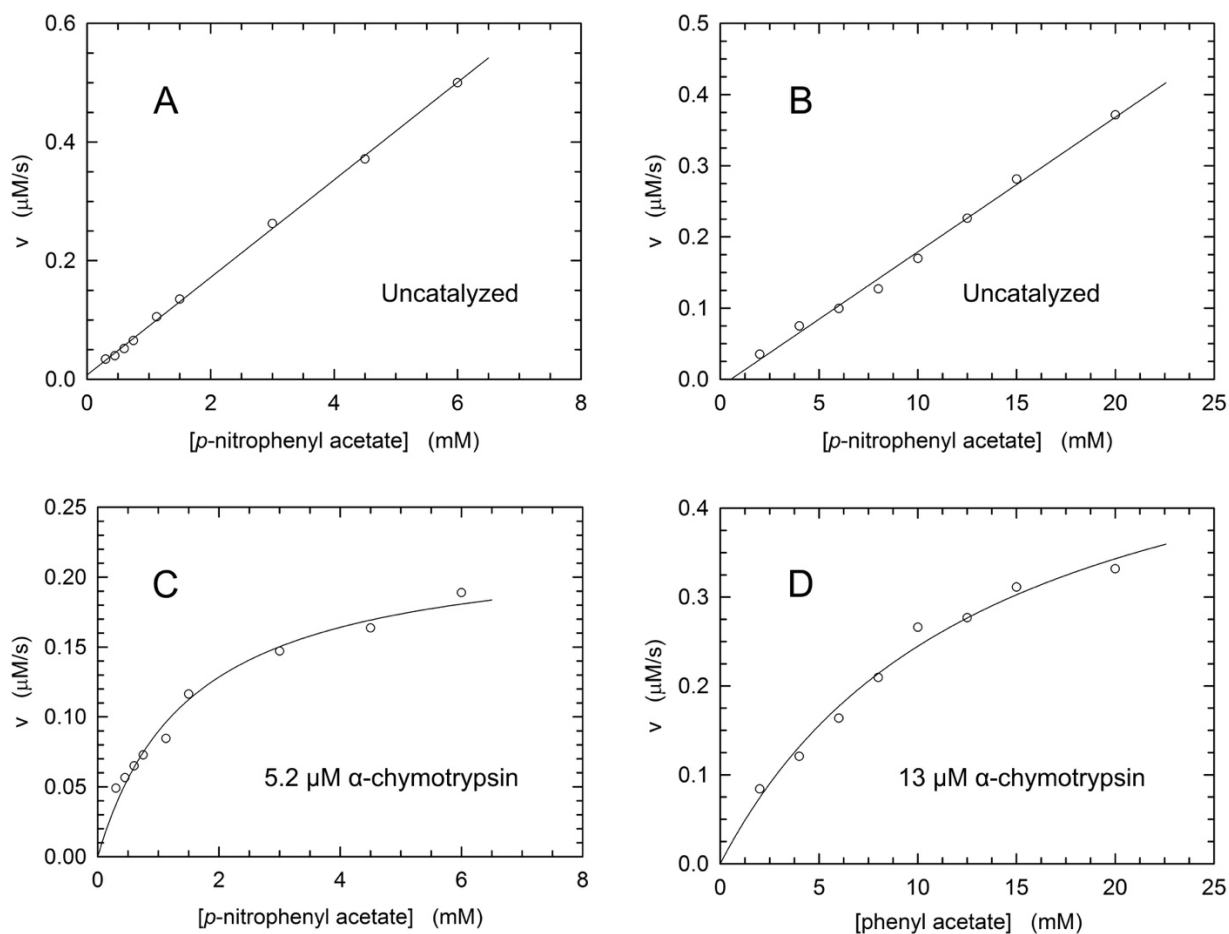 0.6
0.4
0.2
0.0
v (μM/s)
A
Uncatalyzed
0 2 4 6 8
[p-nitrophenyl acetate] (mM)
0.5
0.4
0.3
0.2
0.1
0.0
v (μM/s)
B
Uncatalyzed
0 5 10 15 20 25
[p-nitrophenyl acetate] (mM)
0.25
0.20
0.15
0.10
0.05
0.00
v (μM/s)
C
5.2 μM α-chymotrypsin
0 2 4 6 8
[p-nitrophenyl acetate] (mM)
0.4
0.3
0.2
0.1
0.0
v (μM/s)
D
13 μM α-chymotrypsin
0 5 10 15 20 25
[phenyl acetate] (mM)